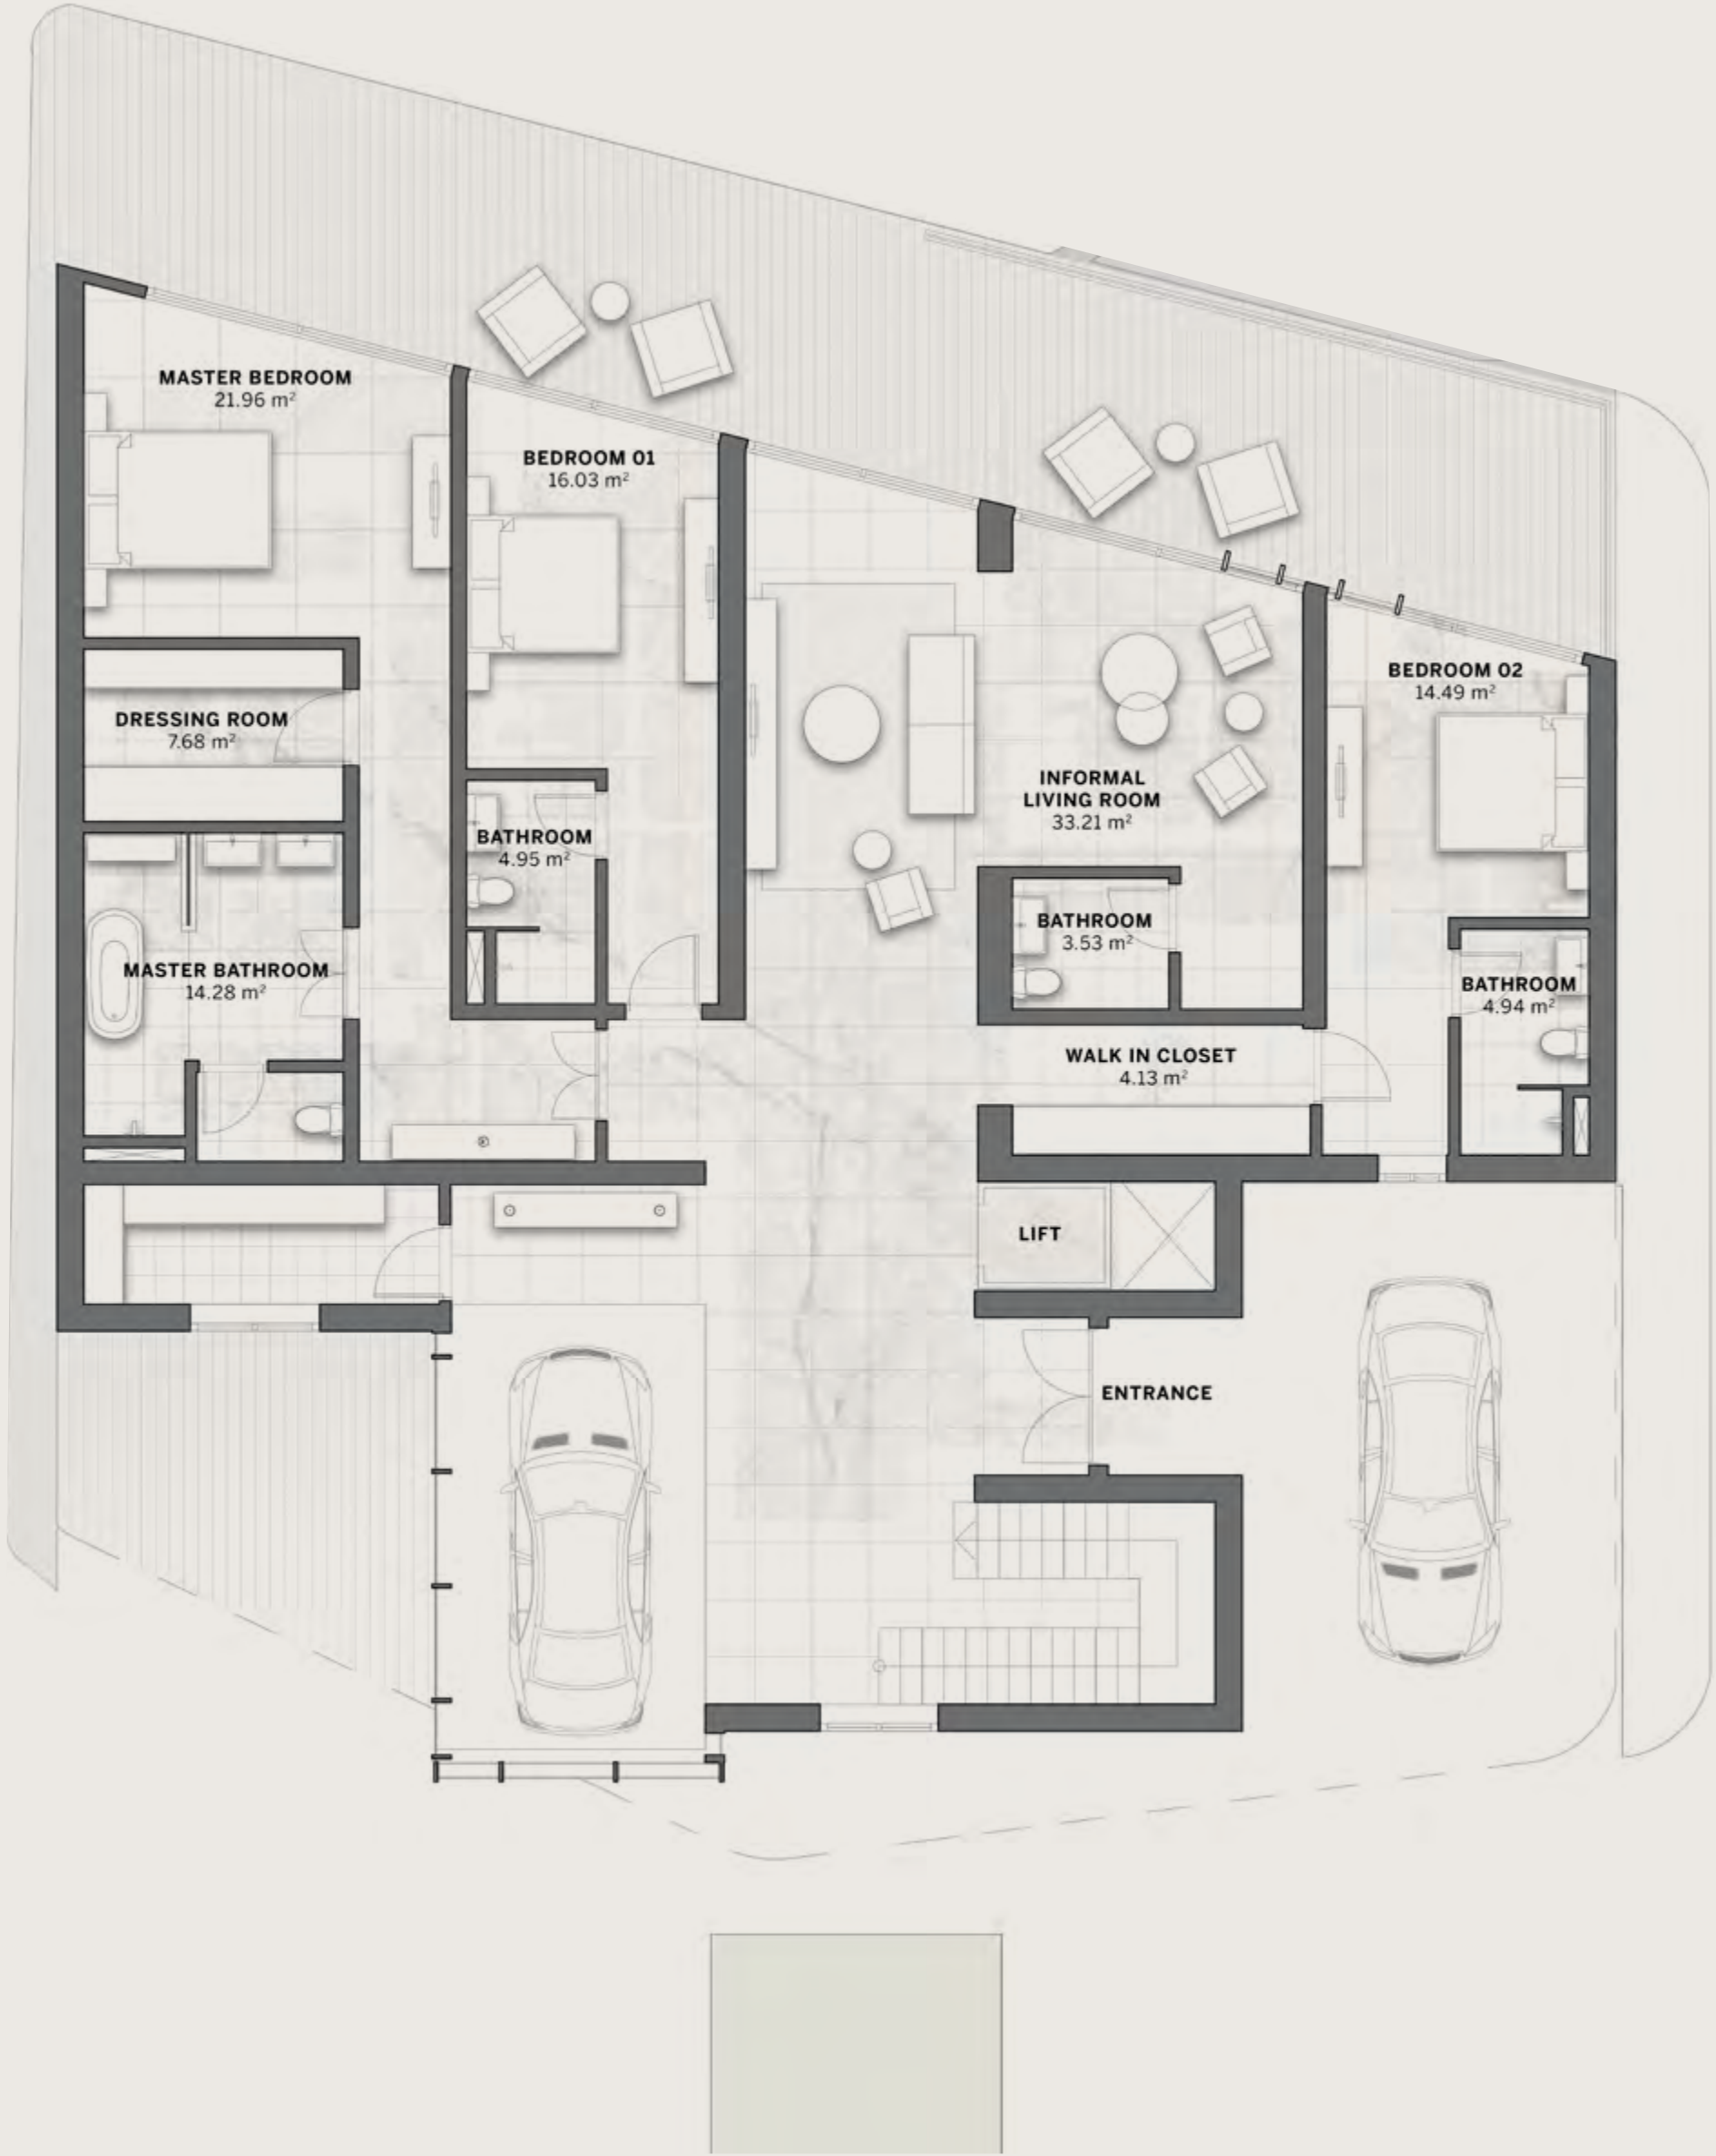 MASTER BEDROOM
21.96 m²
BEDROOM 01
16.03 m²
BEDROOM 02
14.49 m²
DRESSING ROOM
7.68 m²
INFORMAL
LIVING ROOM
33.21 m²
BATHROOM
4.95 m²
BATHROOM
3.53 m²
MASTER BATHROOM
14.28 m²
BATHROOM
4.94 m²
WALK IN CLOSET
4.13 m²
LIFT
ENTRANCE